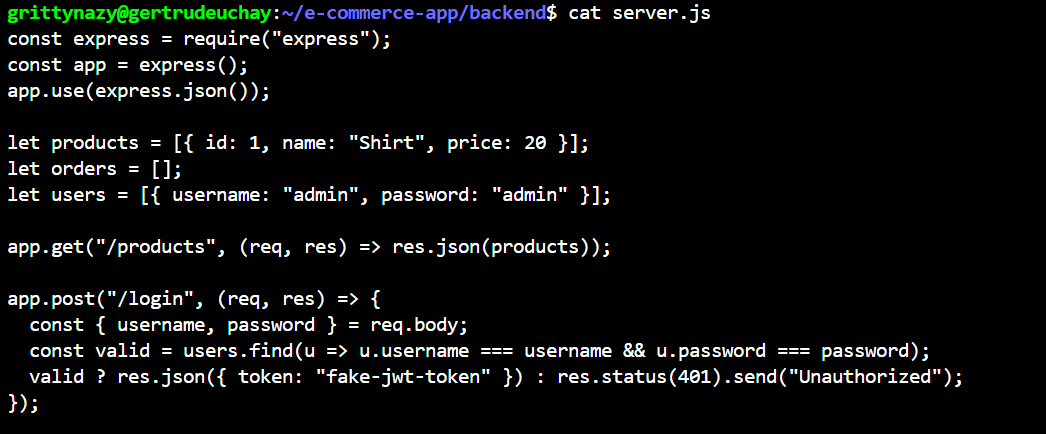 grittynazy@gertrudeuchay:~/e-commerce-app/backend$ cat server.js
const express = require("express");
const app = express();
app.use(express.json());

let products = [{ id: 1, name: "Shirt", price: 20 }];
let orders = [];
let users = [{ username: "admin", password: "admin" }];

app.get("/products", (req, res) => res.json(products));

app.post("/login", (req, res) => {
  const { username, password } = req.body;
  const valid = users.find(u => u.username === username && u.password === password);
  valid ? res.json({ token: "fake-jwt-token" }) : res.status(401).send("Unauthorized");
});